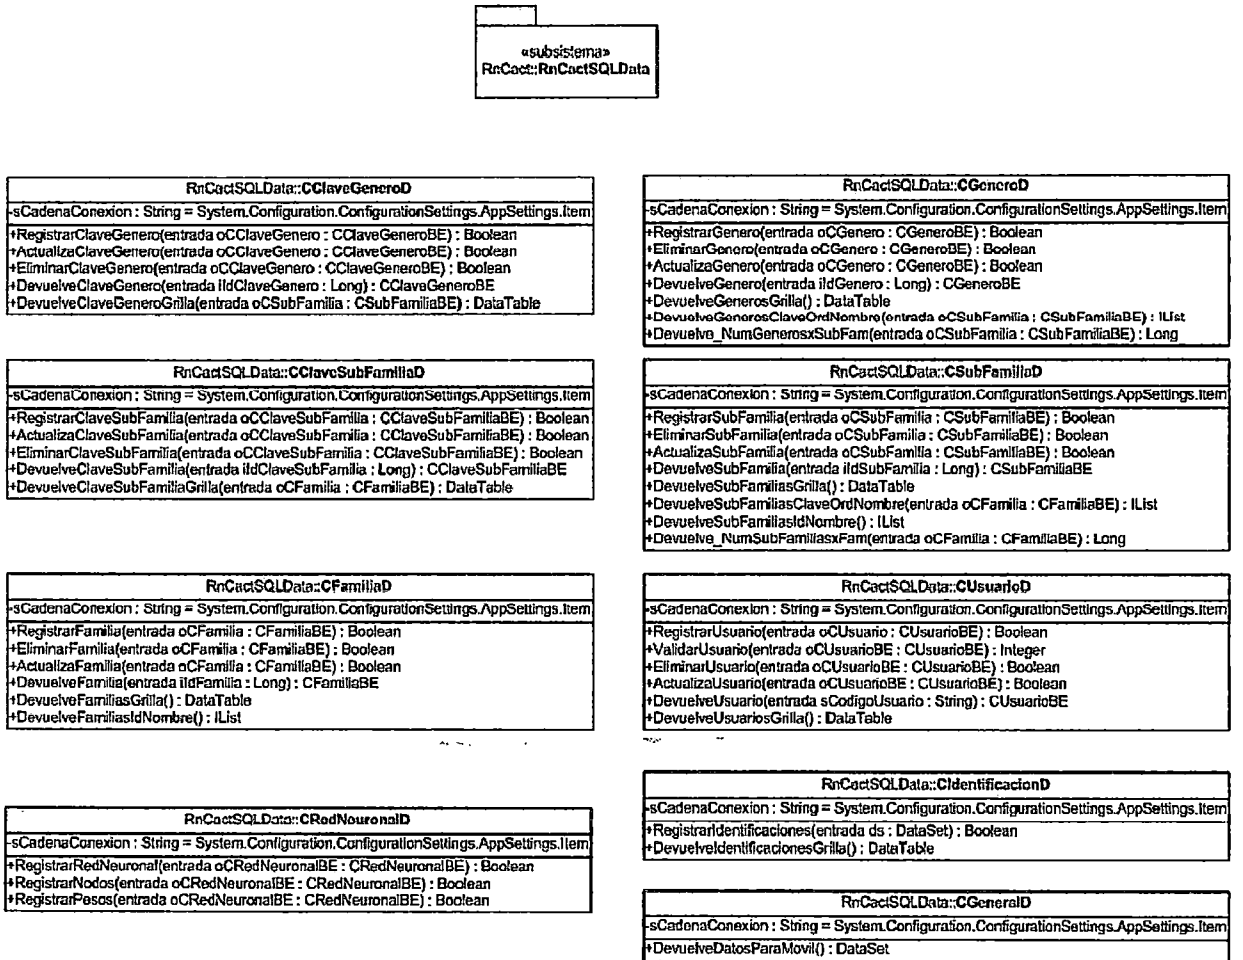 «subsistema»
RnCact::RnCactSQLData
RnCactSQLData::CClaveGeneroD
-sCadenaConexion : String = System.Configuration.ConfigurationSettings.AppSettings.Item
+RegistrarClaveGenero(entrada oCClaveGenero : CClaveGeneroBE) : Boolean
+ActualizaClaveGenero(entrada oCClaveGenero : CClaveGeneroBE) : Boolean
+EliminarClaveGenero(entrada oCClaveGenero : CClaveGeneroBE) : Boolean
+DevuelveClaveGenero(entrada iIdClaveGenero : Long) : CClaveGeneroBE
+DevuelveClaveGeneroGrilla(entrada oCSubFamilia : CSubFamiliaBE) : DataTable
RnCactSQLData::CClaveSubFamiliaD
-sCadenaConexion : String = System.Configuration.ConfigurationSettings.AppSettings.Item
+RegistrarClaveSubFamilia(entrada oCClaveSubFamilia : CClaveSubFamiliaBE) : Boolean
+ActualizaClaveSubFamilia(entrada oCClaveSubFamilia : CClaveSubFamiliaBE) : Boolean
+EliminarClaveSubFamilia(entrada oCClaveSubFamilia : CClaveSubFamiliaBE) : Boolean
+DevuelveClaveSubFamilia(entrada iIdClaveSubFamilia : Long) : CClaveSubFamiliaBE
+DevuelveClaveSubFamiliaGrilla(entrada oCFamilia : CFamiliaBE) : DataTable
RnCactSQLData::CFamiliaD
-sCadenaConexion : String = System.Configuration.ConfigurationSettings.AppSettings.Item
+RegistrarFamilia(entrada oCFamilia : CFamiliaBE) : Boolean
+EliminarFamilia(entrada oCFamilia : CFamiliaBE) : Boolean
+ActualizaFamilia(entrada oCFamilia : CFamiliaBE) : Boolean
+DevuelveFamilia(entrada iIdFamilia : Long) : CFamiliaBE
+DevuelveFamiliasGrilla() : DataTable
+DevuelveFamiliasIdNombre() : IList
RnCactSQLData::CRedNeuronalD
-sCadenaConexion : String = System.Configuration.ConfigurationSettings.AppSettings.Item
+RegistrarRedNeuronal(entrada oCRedNeuronalBE : CRedNeuronalBE) : Boolean
+RegistrarNodos(entrada oCRedNeuronalBE : CRedNeuronalBE) : Boolean
+RegistrarPesos(entrada oCRedNeuronalBE : CRedNeuronalBE) : Boolean
RnCactSQLData::CGeneroD
-sCadenaConexion : String = System.Configuration.ConfigurationSettings.AppSettings.Item
+RegistrarGenero(entrada oCGenero : CGeneroBE) : Boolean
+EliminarGenero(entrada oCGenero : CGeneroBE) : Boolean
+ActualizaGenero(entrada oCGenero : CGeneroBE) : Boolean
+DevuelveGenero(entrada iIdGenero : Long) : CGeneroBE
+DevuelveGenerosGrilla() : DataTable
+DevuelveGenerosClaveOrdNombre(entrada oCSubFamilia : CSubFamiliaBE) : IList
+Devuelve_NumGenerosxSubFam(entrada oCSubFamilia : CSubFamiliaBE) : Long
RnCactSQLData::CSubFamiliaD
-sCadenaConexion : String = System.Configuration.ConfigurationSettings.AppSettings.Item
+RegistrarSubFamilia(entrada oCSubFamilia : CSubFamiliaBE) : Boolean
+EliminarSubFamilia(entrada oCSubFamilia : CSubFamiliaBE) : Boolean
+ActualizaSubFamilia(entrada oCSubFamilia : CSubFamiliaBE) : Boolean
+DevuelveSubFamilia(entrada iIdSubFamilia : Long) : CSubFamiliaBE
+DevuelveSubFamiliasGrilla() : DataTable
+DevuelveSubFamiliasClaveOrdNombre(entrada oCFamilia : CFamiliaBE) : IList
+DevuelveSubFamiliasIdNombre() : IList
+Devuelve_NumSubFamiliasxFam(entrada oCFamilia : CFamiliaBE) : Long
RnCactSQLData::CUsuarioD
-sCadenaConexion : String = System.Configuration.ConfigurationSettings.AppSettings.Item
+RegistrarUsuario(entrada oCUsuario : CUsuarioBE) : Boolean
+ValidarUsuario(entrada oCUsuarioBE : CUsuarioBE) : Integer
+EliminarUsuario(entrada oCUsuarioBE : CUsuarioBE) : Boolean
+ActualizaUsuario(entrada oCUsuarioBE : CUsuarioBE) : Boolean
+DevuelveUsuario(entrada sCodigoUsuario : String) : CUsuarioBE
+DevuelveUsuariosGrilla() : DataTable
RnCactSQLData::CIdentificacionD
-sCadenaConexion : String = System.Configuration.ConfigurationSettings.AppSettings.Item
+RegistrarIdentificaciones(entrada ds : DataSet) : Boolean
+DevuelveIdentificacionesGrilla() : DataTable
RnCactSQLData::CGeneralD
-sCadenaConexion : String = System.Configuration.ConfigurationSettings.AppSettings.Item
+DevuelveDatosParaMovil() : DataSet